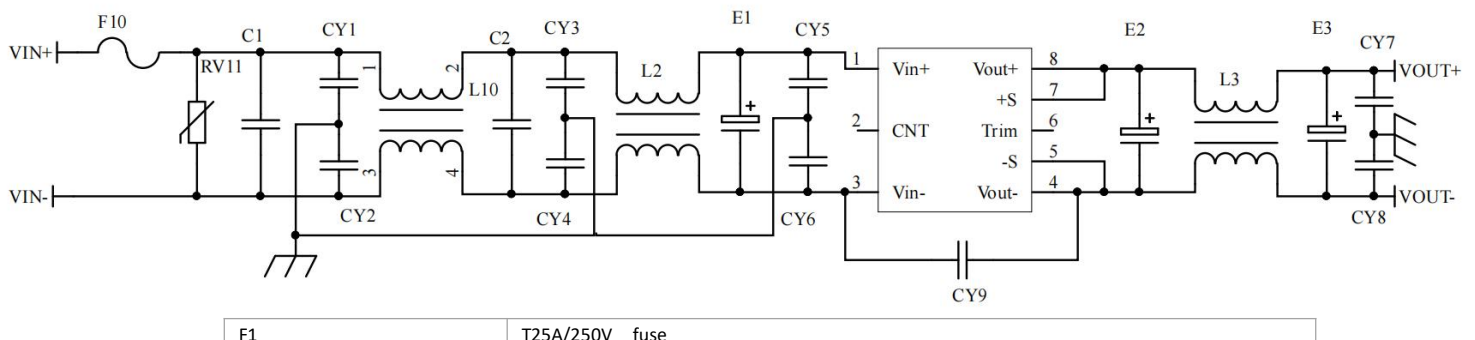 F10
C1
CY1
C2
CY3
E1
CY5
E2
E3
CY7
VIN+
RV11
1
2
L10
L2
1
Vin+
Vout+
8
L3
VOUT+
+S
7
2
CNT
Trim
6
-S
5
3
4
3
Vin-
Vout-
4
VIN-
CY2
CY4
CY6
CY8
VOUT-
+
+
+
CY9
F1 T25A/250V fuse